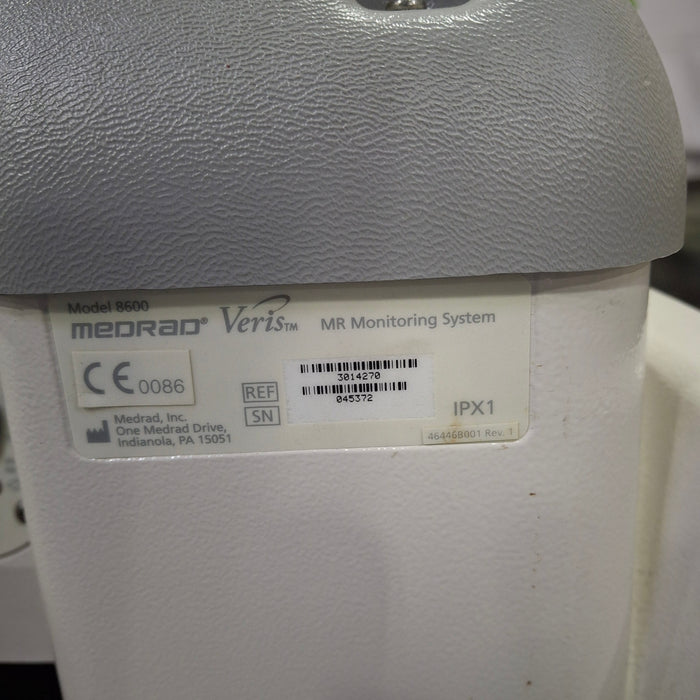 Model 8600
MEDRAD® Veris™ MR Monitoring System
CE 0086
REF 3014270
SN 045372
Medrad, Inc.
One Medrad Drive,
Indianola, PA 15051
IPX1
46446B001 Rev. 1